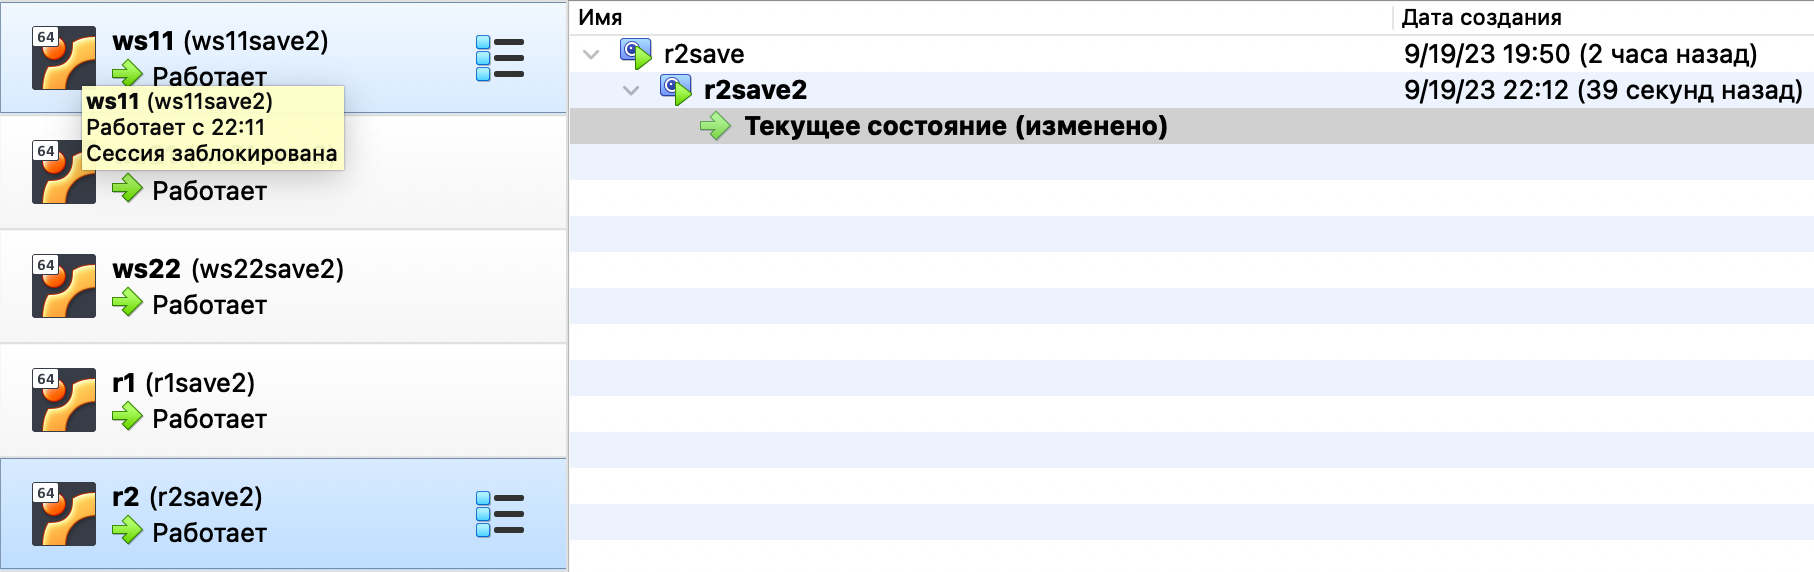 64
ws11 (ws11save2)
Работает
ws11 (ws11save2)
Работает с 22:11
Сессия заблокирована
64
Работает
64
ws22 (ws22save2)
Работает
64
r1 (r1save2)
Работает
64
r2 (r2save2)
Работает
Имя Дата создания
r2save 9/19/23 19:50 (2 часа назад)
r2save2 9/19/23 22:12 (39 секунд назад)
Текущее состояние (изменено)